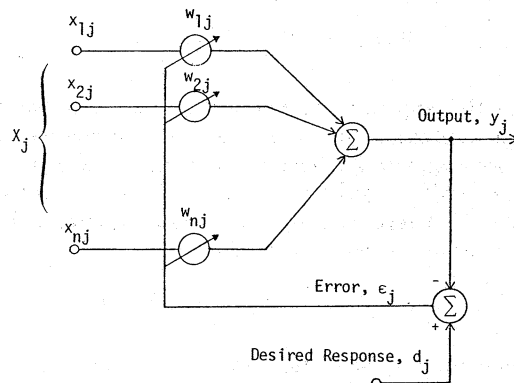 x1j
w1j
x2j
w2j
Xj
Σ
Output, yj
xnj
wnj
Error, εj
-
Σ
+
Desired Response, dj